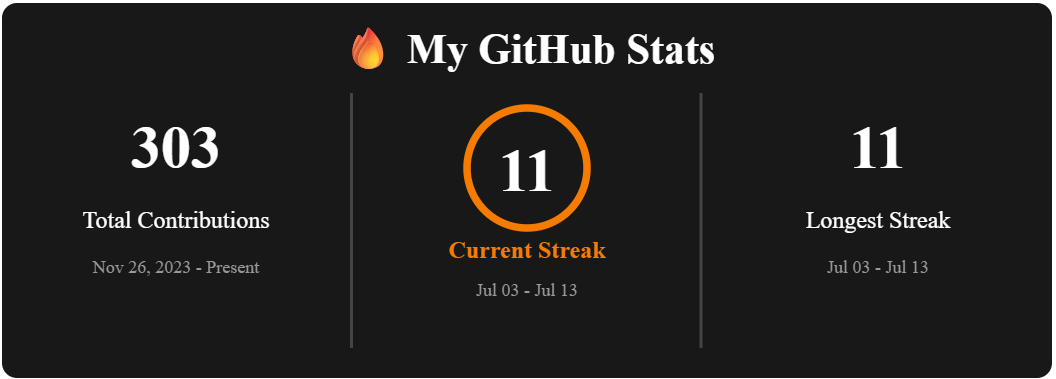 My GitHub Stats
303
Total Contributions
Nov 26, 2023 - Present
11
Current Streak
Jul 03 - Jul 13
11
Longest Streak
Jul 03 - Jul 13